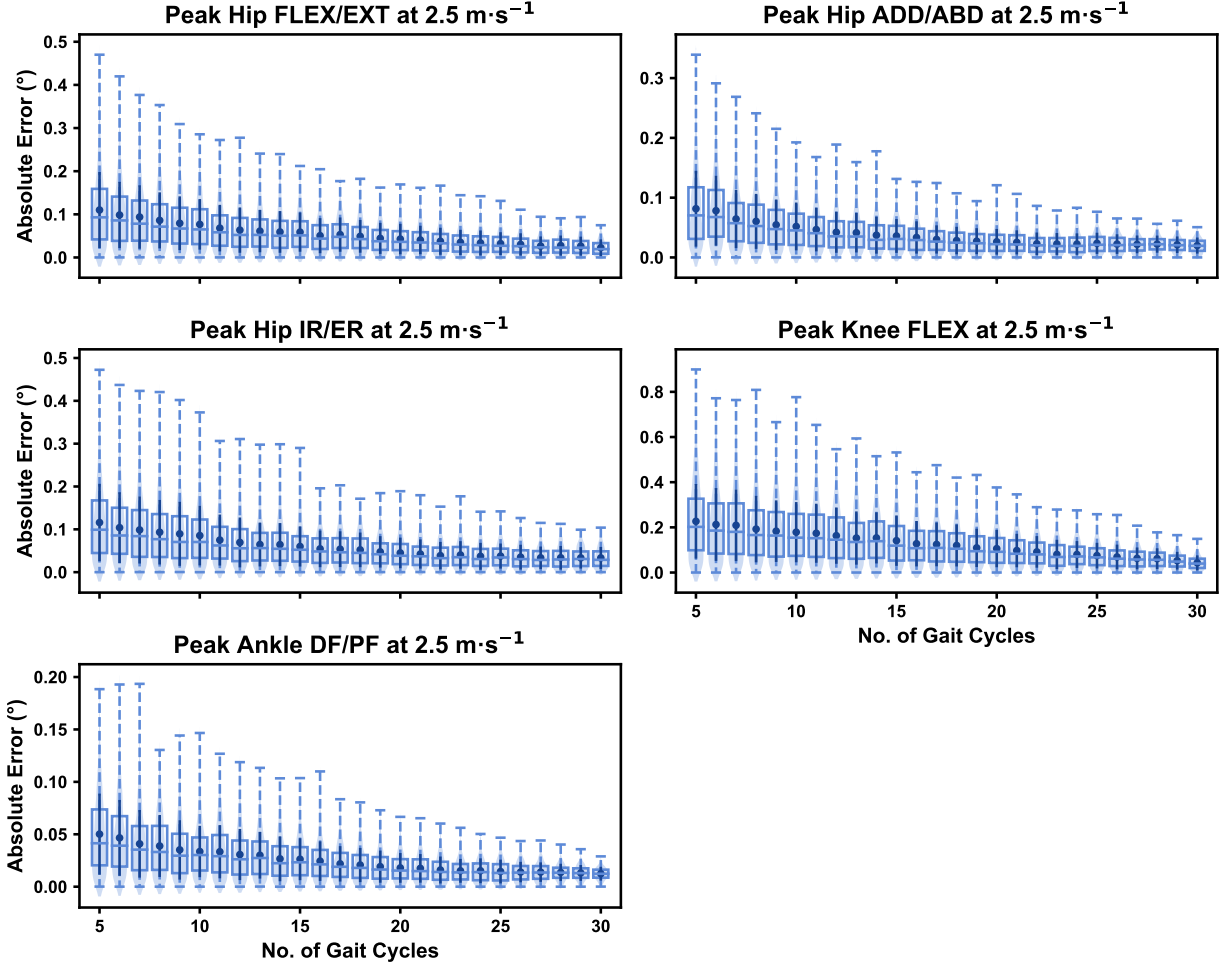 Peak Hip FLEX/EXT at 2.5 m·s⁻¹
Absolute Error (°)
0.5
0.4
0.3
0.2
0.1
0.0
Peak Hip ADD/ABD at 2.5 m·s⁻¹
0.3
0.2
0.1
0.0
Peak Hip IR/ER at 2.5 m·s⁻¹
Absolute Error (°)
0.5
0.4
0.3
0.2
0.1
0.0
Peak Knee FLEX at 2.5 m·s⁻¹
0.8
0.6
0.4
0.2
0.0
5 10 15 20 25 30
No. of Gait Cycles
Peak Ankle DF/PF at 2.5 m·s⁻¹
Absolute Error (°)
0.20
0.15
0.10
0.05
0.00
5 10 15 20 25 30
No. of Gait Cycles